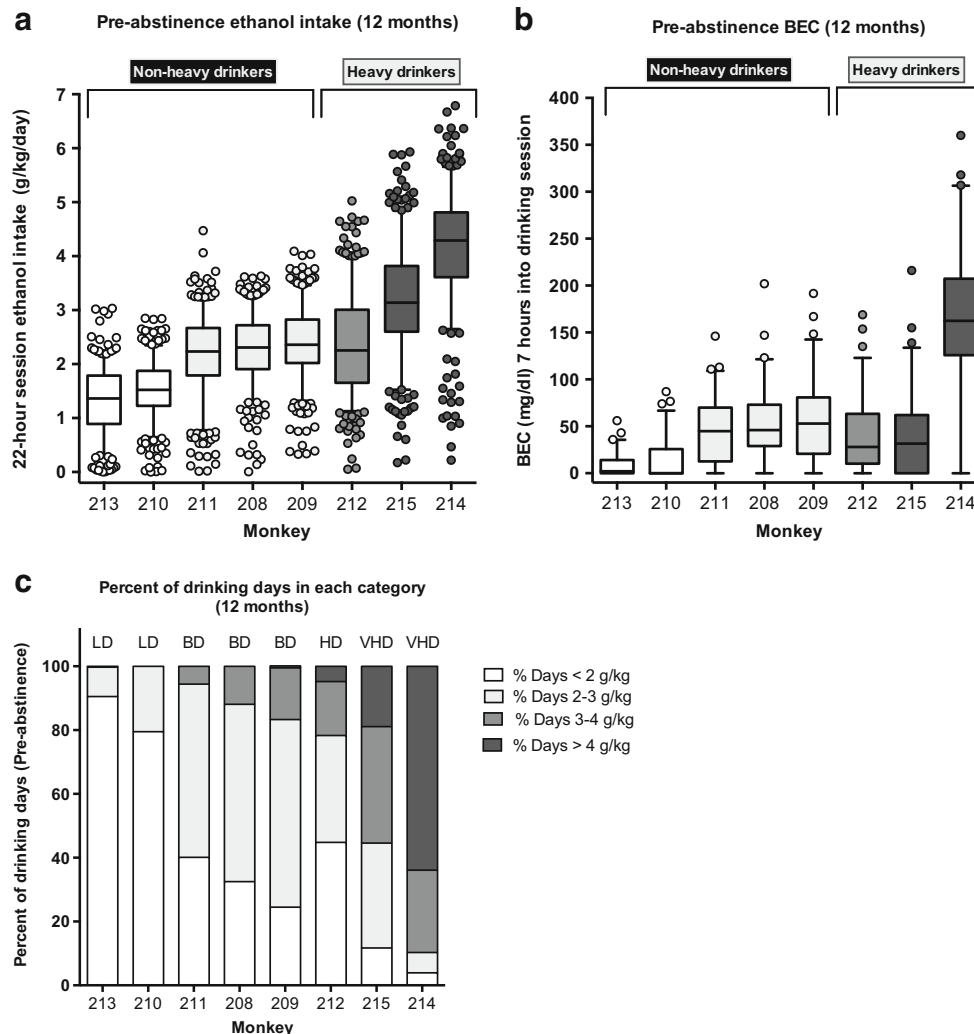 a
Pre-abstinence ethanol intake (12 months)
Non-heavy drinkers
Heavy drinkers
22-hour session ethanol intake (g/kg/day)
7
6
5
4
3
2
1
0
213 210 211 208 209 212 215 214
Monkey
b
Pre-abstinence BEC (12 months)
Non-heavy drinkers
Heavy drinkers
BEC (mg/dl) 7 hours into drinking session
400
350
300
250
200
150
100
50
0
213 210 211 208 209 212 215 214
Monkey
c
Percent of drinking days in each category
(12 months)
LD LD BD BD BD HD VHD VHD
Percent of drinking days (Pre-abstinence)
100
80
60
40
20
0
213 210 211 208 209 212 215 214
Monkey
% Days < 2 g/kg
% Days 2-3 g/kg
% Days 3-4 g/kg
% Days > 4 g/kg